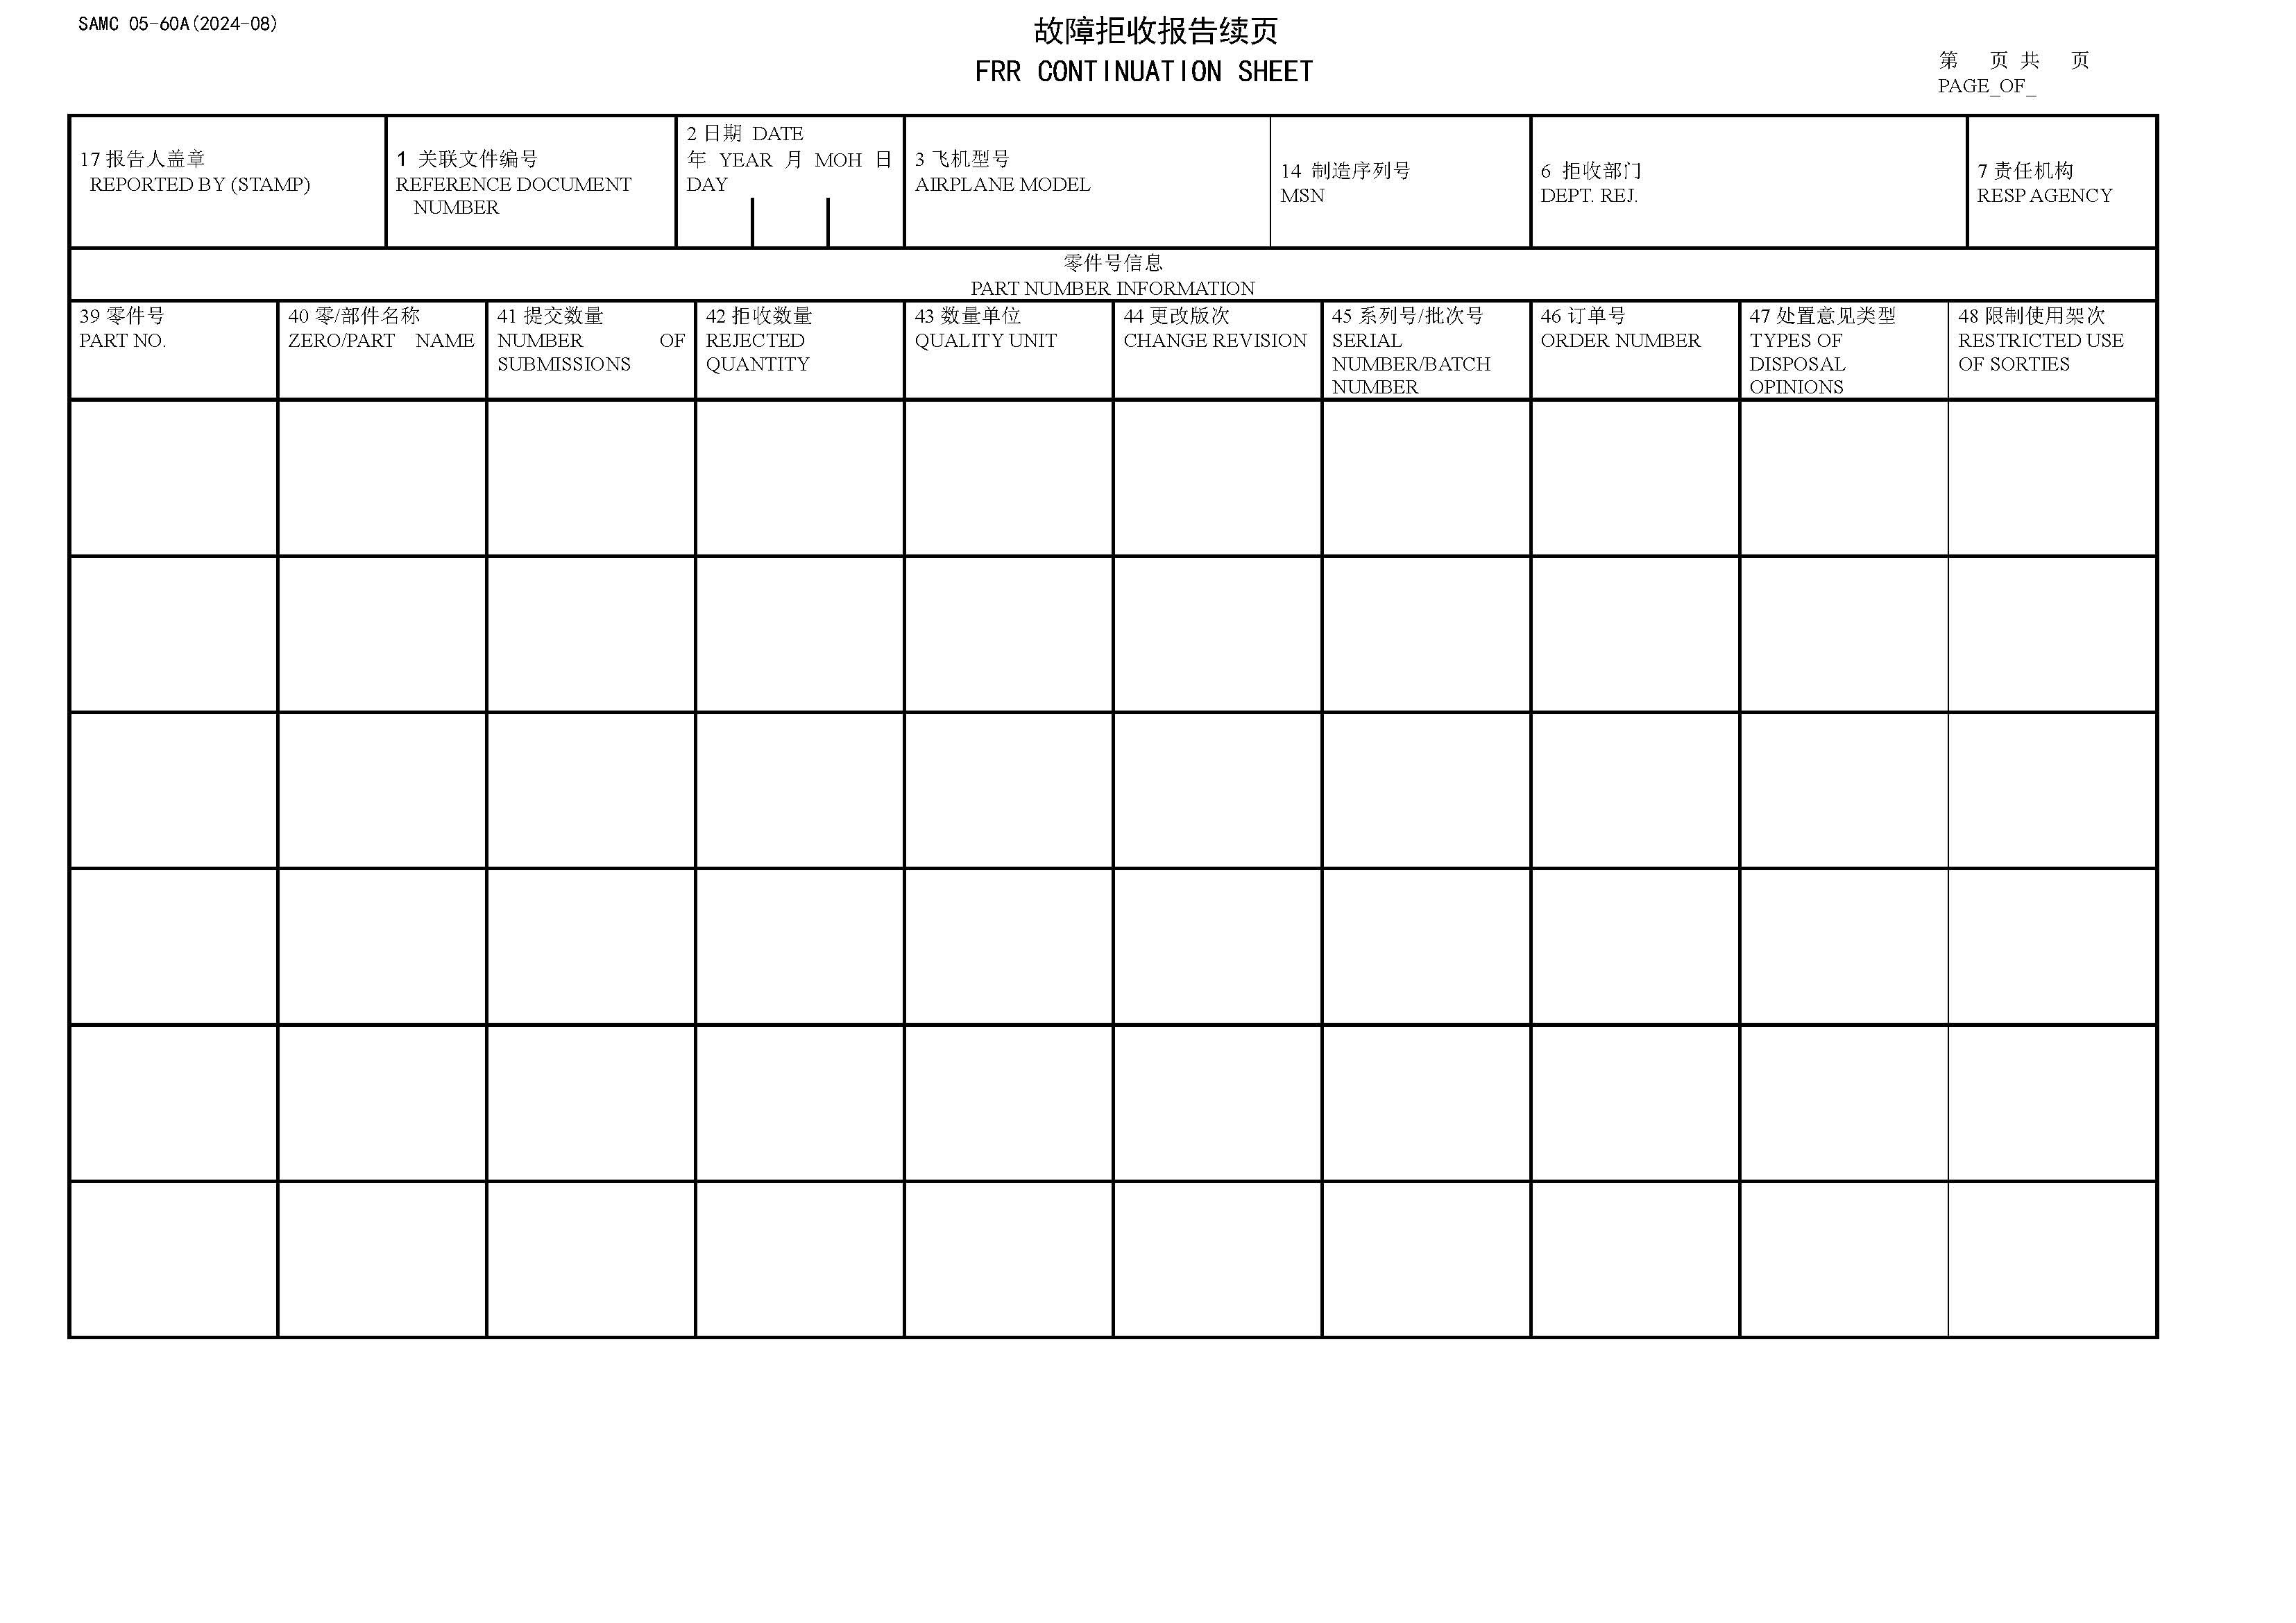 SAMC 05-60A(2024-08)
故障拒收报告续页
FRR CONTINUATION SHEET
第 页 共 页
PAGE_OF_
17 报告人盖章
REPORTED BY (STAMP)
1 关联文件编号
REFERENCE DOCUMENT
NUMBER
2 日期 DATE
年 YEAR 月 MOH 日
DAY
3 飞机型号
AIRPLANE MODEL
14 制造序列号
MSN
6 拒收部门
DEPT. REJ.
7 责任机构
RESP AGENCY
零件号信息
PART NUMBER INFORMATION
39 零件号
PART NO.
40 零/部件名称
ZERO/PART NAME
41 提交数量
NUMBER OF
SUBMISSIONS
42 拒收数量
REJECTED
QUANTITY
43 数量单位
QUALITY UNIT
44 更改版次
CHANGE REVISION
45 系列号/批次号
SERIAL
NUMBER/BATCH
NUMBER
46 订单号
ORDER NUMBER
47 处置意见类型
TYPES OF
DISPOSAL
OPINIONS
48 限制使用架次
RESTRICTED USE
OF SORTIES